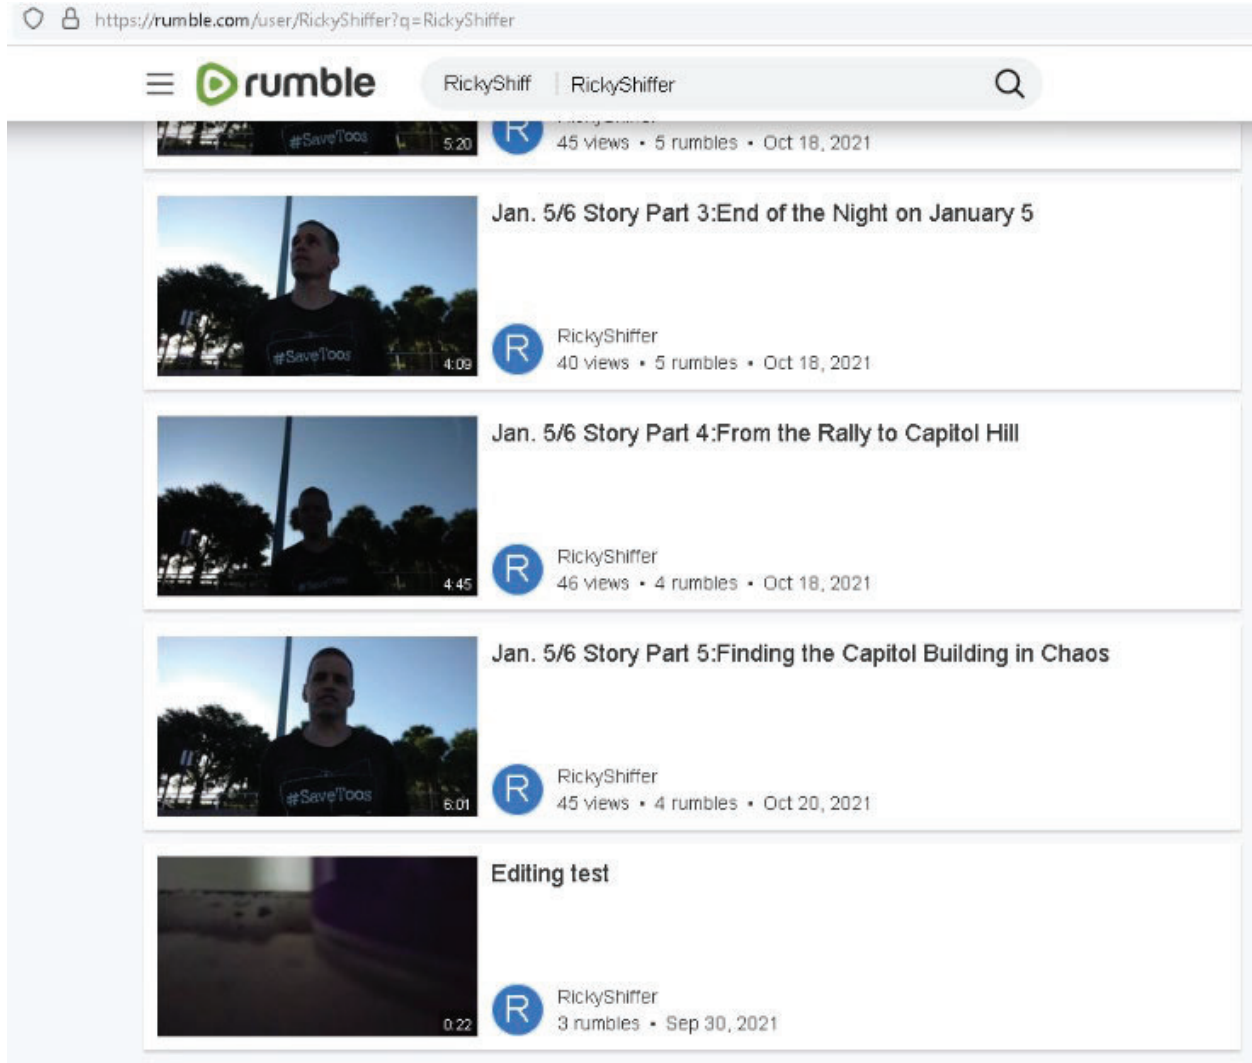 https://rumble.com/user/RickyShiffer?q=RickyShiffer
rumble
RickyShiff
RickyShiffer
#SaveToos
5:20
R
45 views • 5 rumbles • Oct 18, 2021
Jan. 5/6 Story Part 3:End of the Night on January 5
#SaveToos
4:09
R
RickyShiffer
40 views • 5 rumbles • Oct 18, 2021
Jan. 5/6 Story Part 4:From the Rally to Capitol Hill
4:45
R
RickyShiffer
46 views • 4 rumbles • Oct 18, 2021
Jan. 5/6 Story Part 5:Finding the Capitol Building in Chaos
#SaveToos
6:01
R
RickyShiffer
45 views • 4 rumbles • Oct 20, 2021
Editing test
0:22
R
RickyShiffer
3 rumbles • Sep 30, 2021